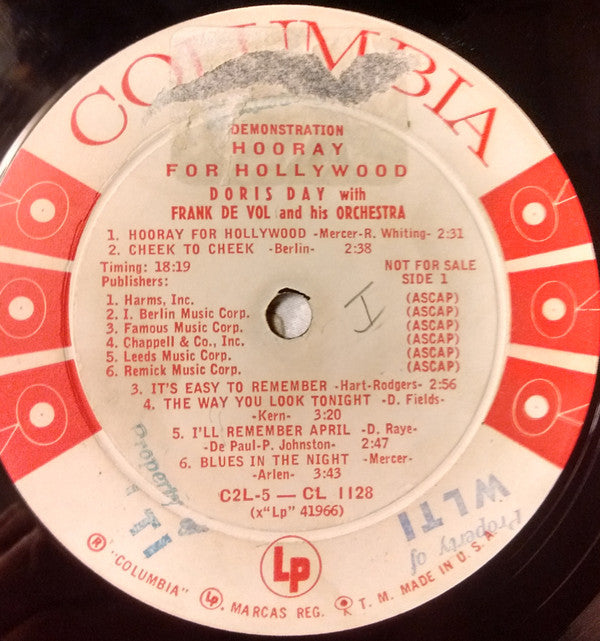 COLUMBIA
DEMONSTRATION
HOORAY
FOR HOLLYWOOD
DORIS DAY with
FRANK DE VOL and his ORCHESTRA
1. HOORAY FOR HOLLYWOOD -Mercer-R. Whiting- 2:31
2. CHEEK TO CHEEK -Berlin- 2:38
Timing: 18:19 NOT FOR SALE
Publishers: SIDE 1
1. Harms, Inc. (ASCAP)
2. I. Berlin Music Corp. (ASCAP)
3. Famous Music Corp. (ASCAP)
4. Chappell & Co., Inc. (ASCAP)
5. Leeds Music Corp. (ASCAP)
6. Remick Music Corp. (ASCAP)
I
3. IT'S EASY TO REMEMBER -Hart-Rodgers- 2:56
4. THE WAY YOU LOOK TONIGHT -D. Fields-
-Kern- 3:20
5. I'LL REMEMBER APRIL -D. Raye-
-De Paul-P. Johnston- 2:47
6. BLUES IN THE NIGHT -Mercer-
-Arlen- 3:43
C2L-5 — CL 1128
(x"Lp" 41966)
Property
Property of
WLTI
Lp
® "COLUMBIA" Lp. MARCAS REG. T. M. MADE IN U.S.A.